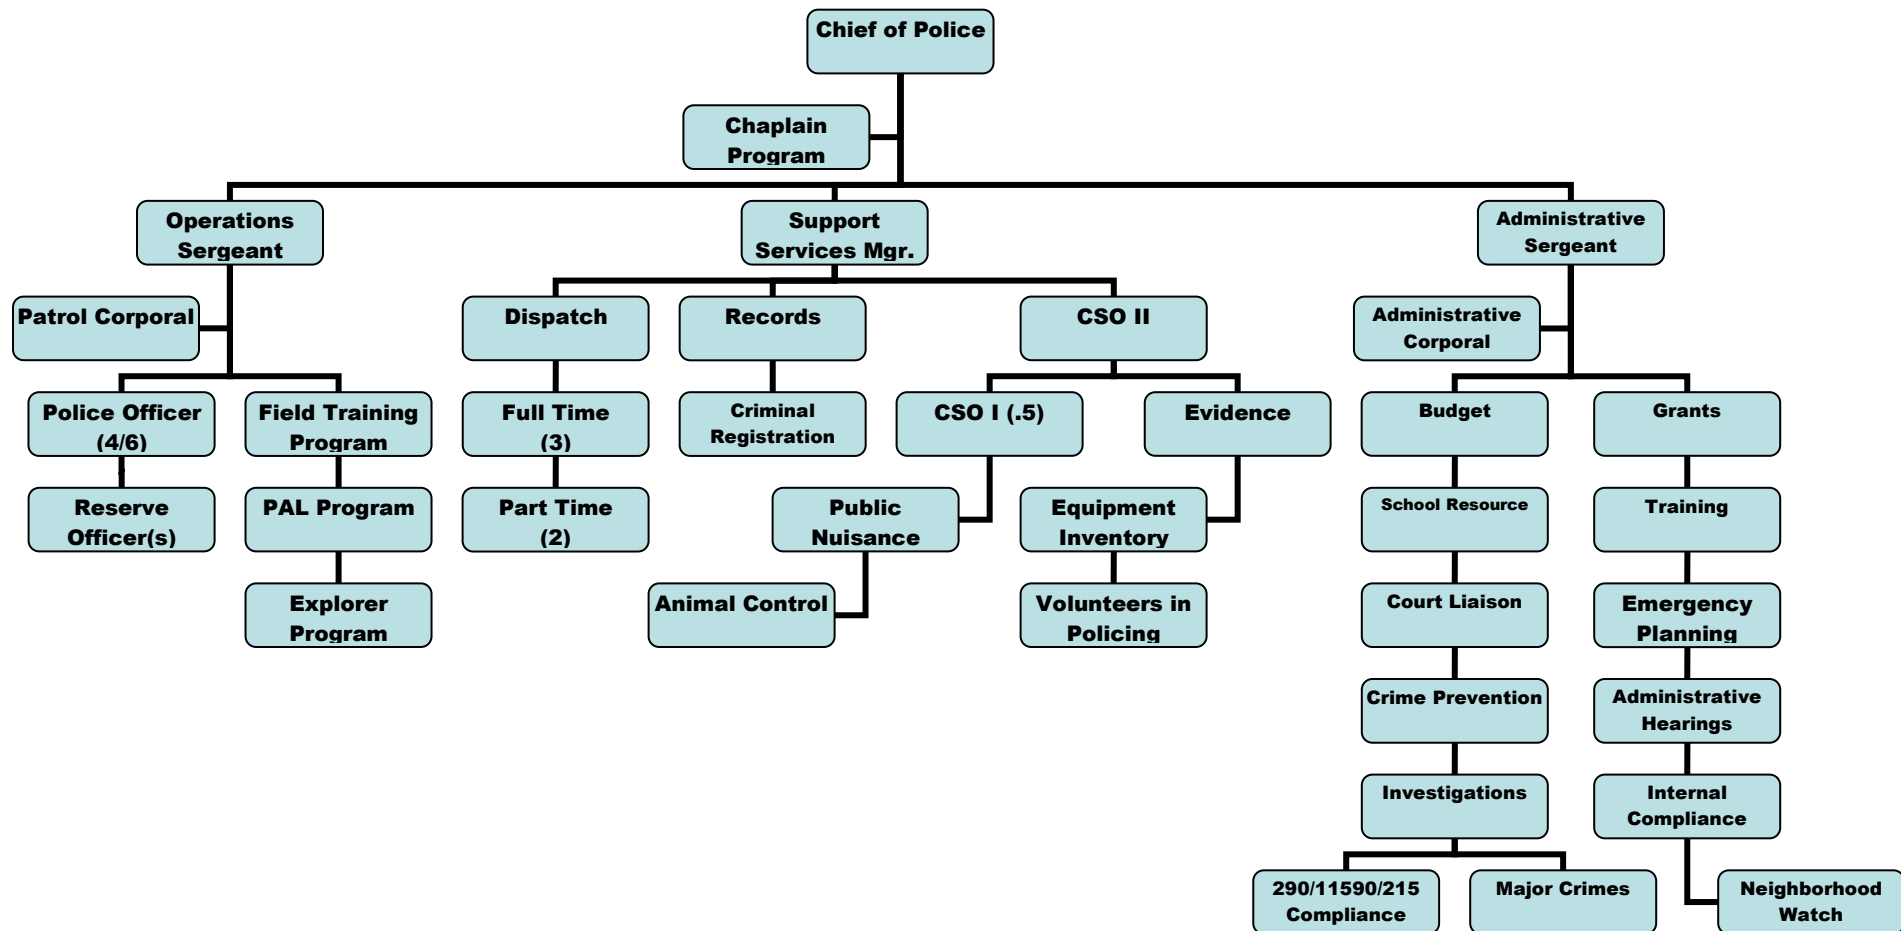 Chief of Police
Chaplain
Program
Operations
Sergeant
Support
Services Mgr.
Administrative
Sergeant
Patrol Corporal
Dispatch
Records
CSO II
Administrative
Corporal
Police Officer
(4/6)
Field Training
Program
Full Time
(3)
Criminal
Registration
CSO I (.5)
Evidence
Budget
Grants
Reserve
Officer(s)
PAL Program
Part Time
(2)
Public
Nuisance
Equipment
Inventory
School Resource
Training
Explorer
Program
Animal Control
Volunteers in
Policing
Court Liaison
Emergency
Planning
Crime Prevention
Administrative
Hearings
Investigations
Internal
Compliance
290/11590/215
Compliance
Major Crimes
Neighborhood
Watch